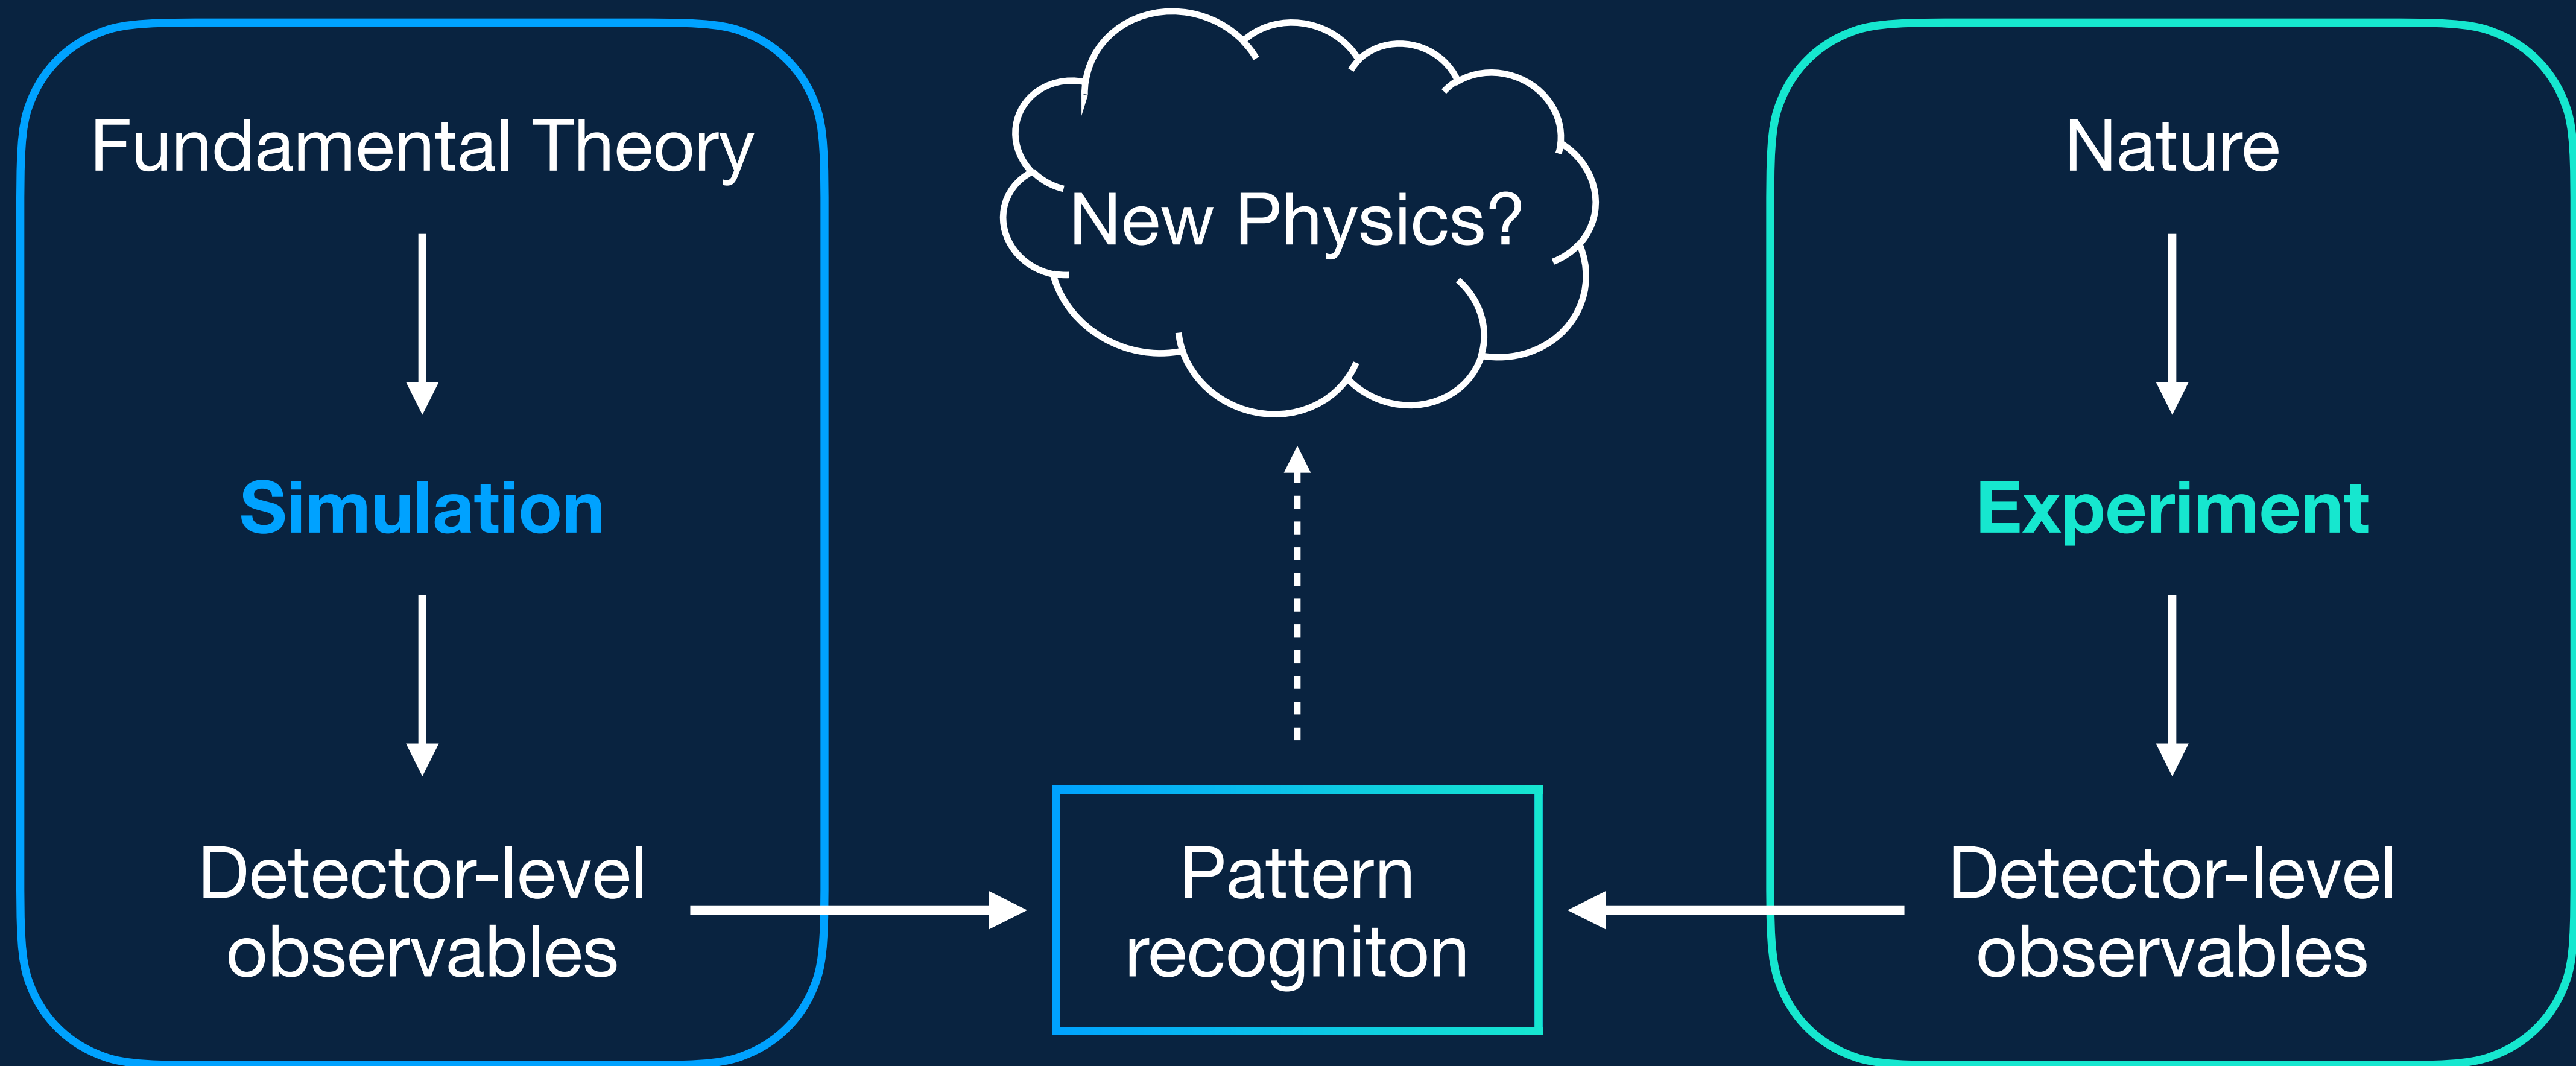 Fundamental Theory
Simulation
Detector-level
observables
New Physics?
Pattern
recogniton
Nature
Experiment
Detector-level
observables